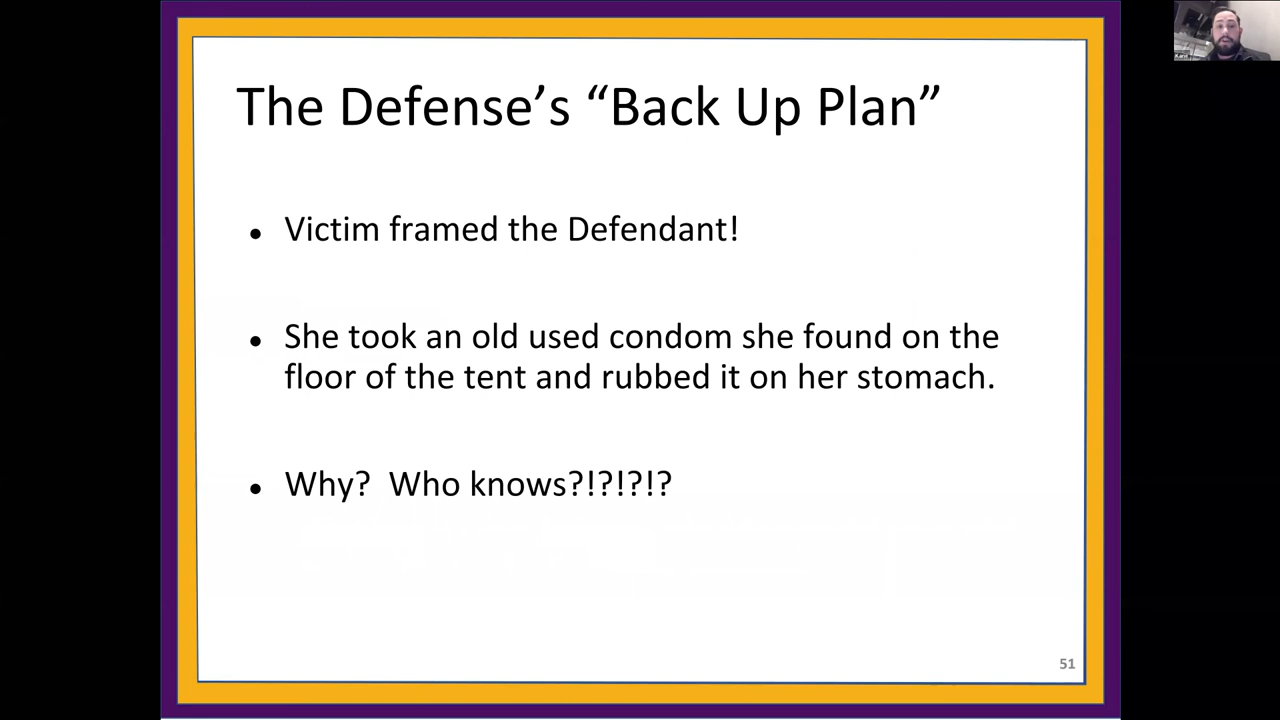 The Defense’s “Back Up Plan”
• Victim framed the Defendant!
• She took an old used condom she found on the
floor of the tent and rubbed it on her stomach.
• Why?  Who knows?!?!?!?
51